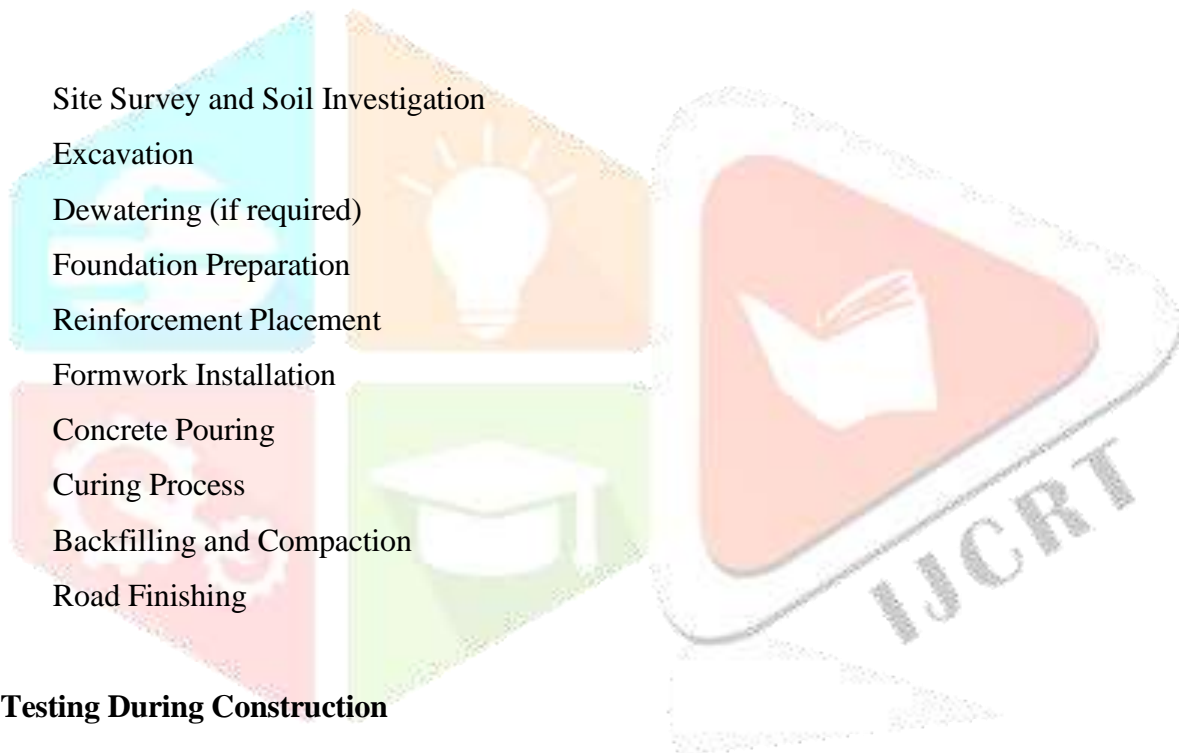 Site Survey and Soil Investigation
Excavation
Dewatering (if required)
Foundation Preparation
Reinforcement Placement
Formwork Installation
Concrete Pouring
Curing Process
Backfilling and Compaction
Road Finishing
IJCRT
Testing During Construction